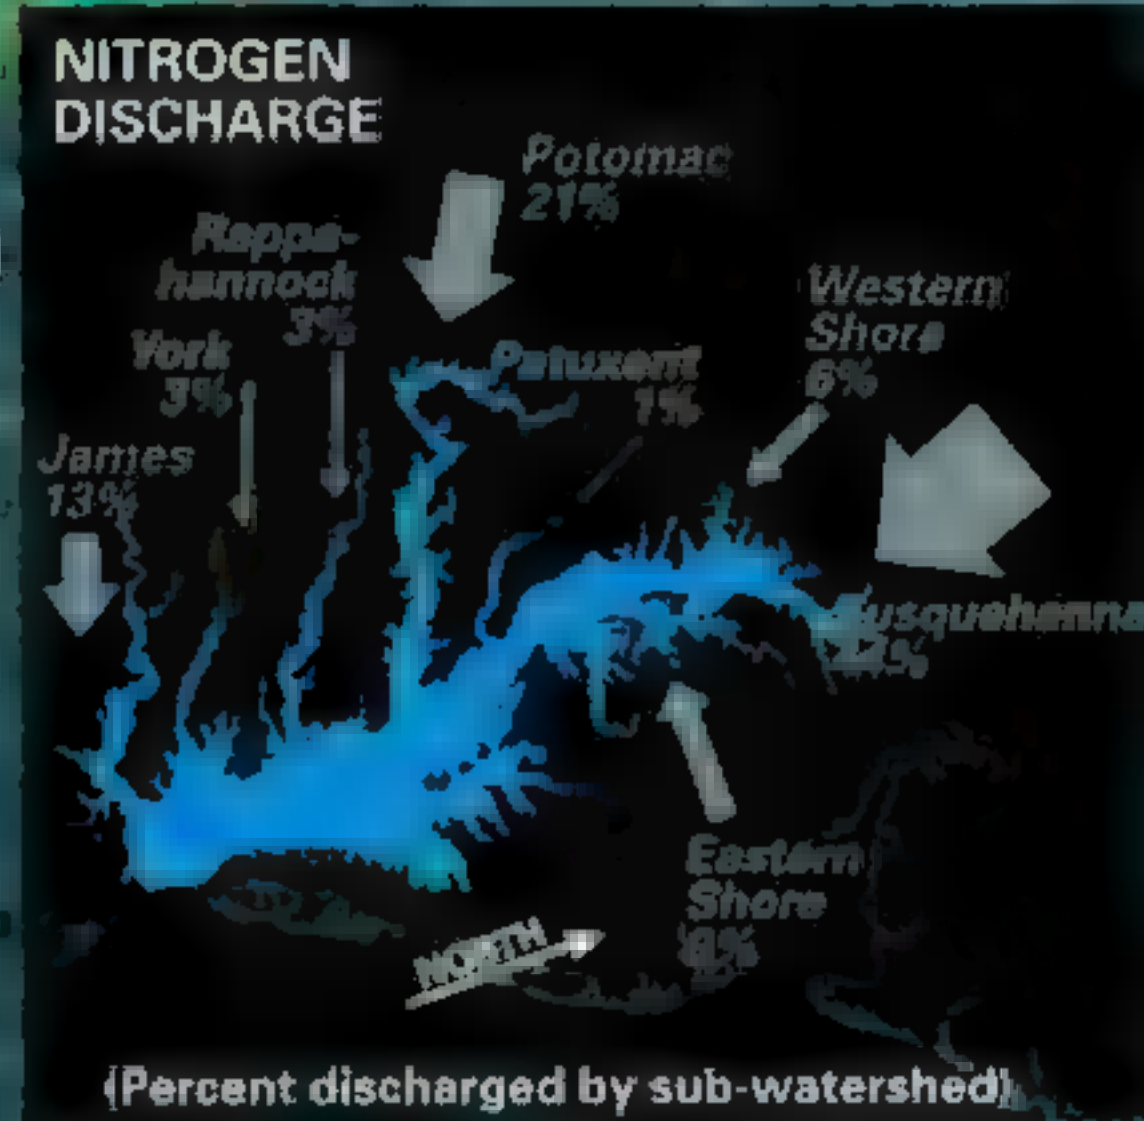 NITROGEN
DISCHARGE
Potomac
21%
Rappa-
hannock
3%
Western
Shore
6%
York
3%
Patuxent
1%
James
13%
Susquehanna
Eastern
Shore
NORTH
(Percent discharged by sub-watershed)